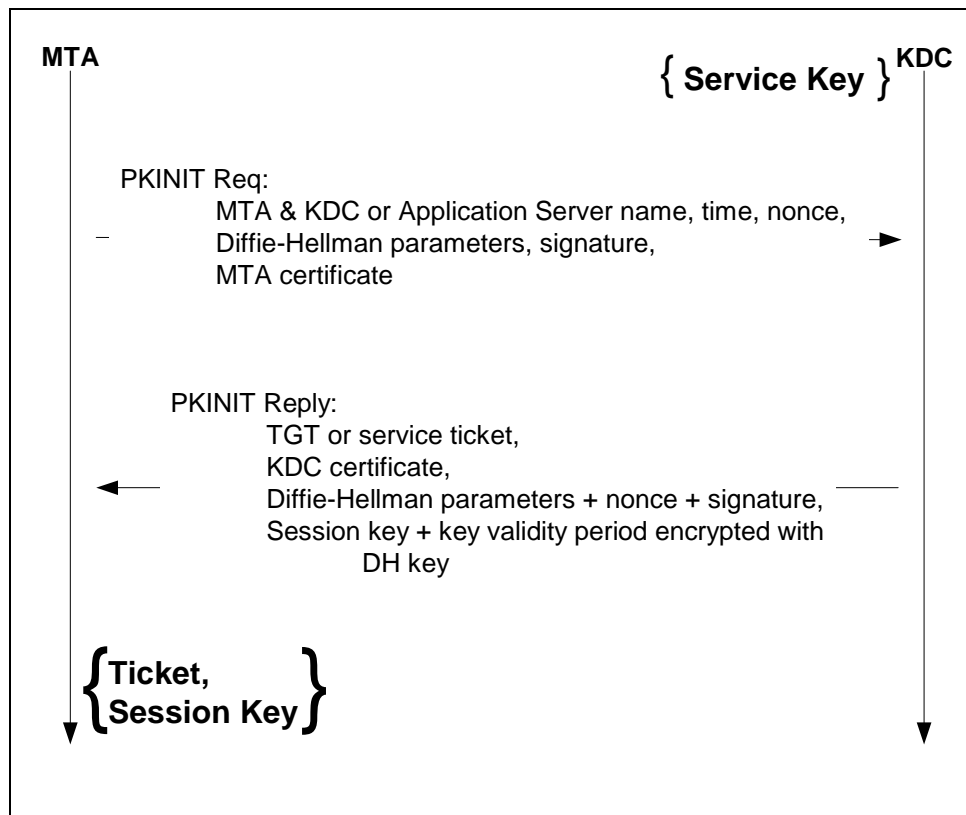 MTA
KDC
{ Service Key }
PKINIT Req:
MTA & KDC or Application Server name, time, nonce,
Diffie-Hellman parameters, signature,
MTA certificate
PKINIT Reply:
TGT or service ticket,
KDC certificate,
Diffie-Hellman parameters + nonce + signature,
Session key + key validity period encrypted with
DH key
{Ticket,
Session Key}